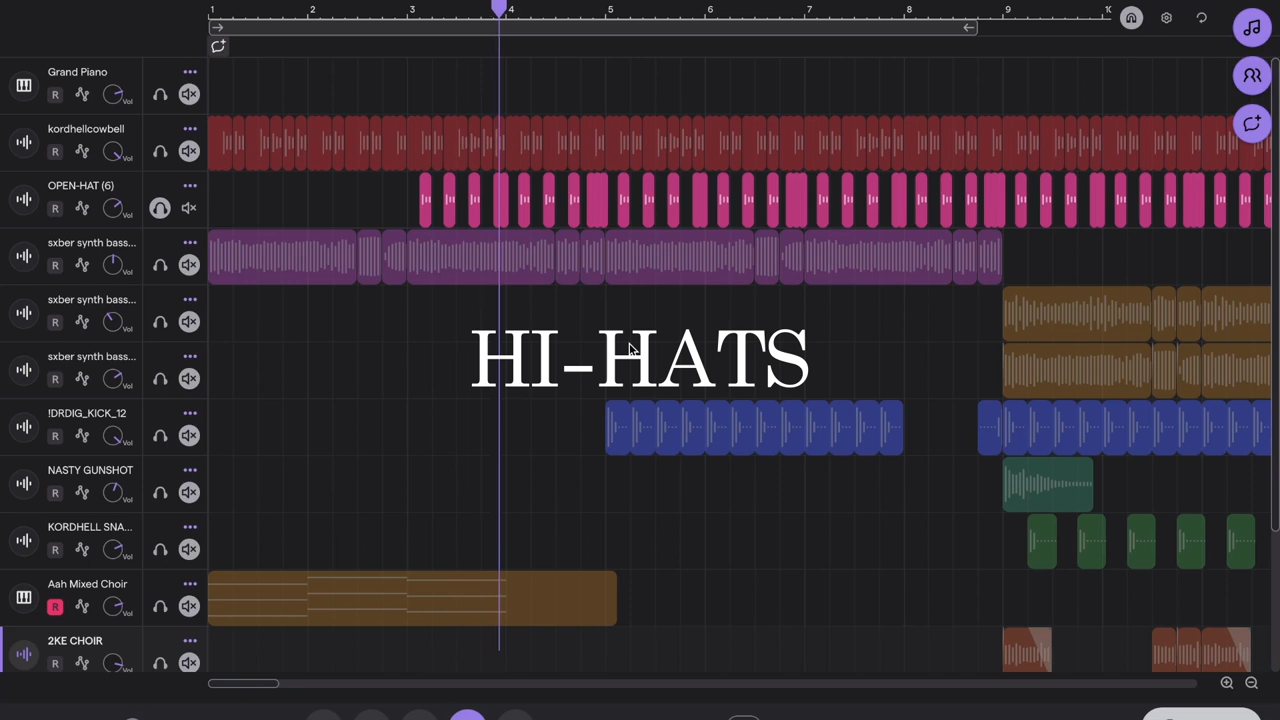 1 2 3 4 5 6 7 8 9
Grand Piano
R Vol
kordhellcowbell
R Vol
OPEN-HAT (6)
R Vol
sxber synth bass...
R Vol
sxber synth bass...
R Vol
HI-HATS
sxber synth bass...
R Vol
!DRDIG_KICK_12
R Vol
NASTY GUNSHOT
R Vol
KORDHELL SNA...
R Vol
Aah Mixed Choir
R Vol
2KE CHOIR
R Vol